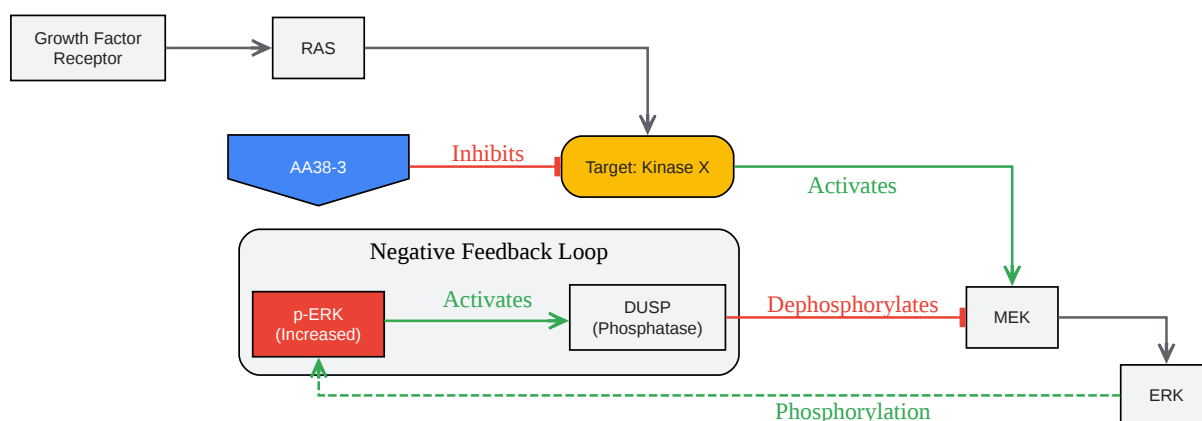 Growth Factor
Receptor
RAS
AA38-3
Inhibits
Target: Kinase X
Activates
Negative Feedback Loop
p-ERK
(Increased)
Activates
DUSP
(Phosphatase)
Dephosphorylates
MEK
ERK
Phosphorylation